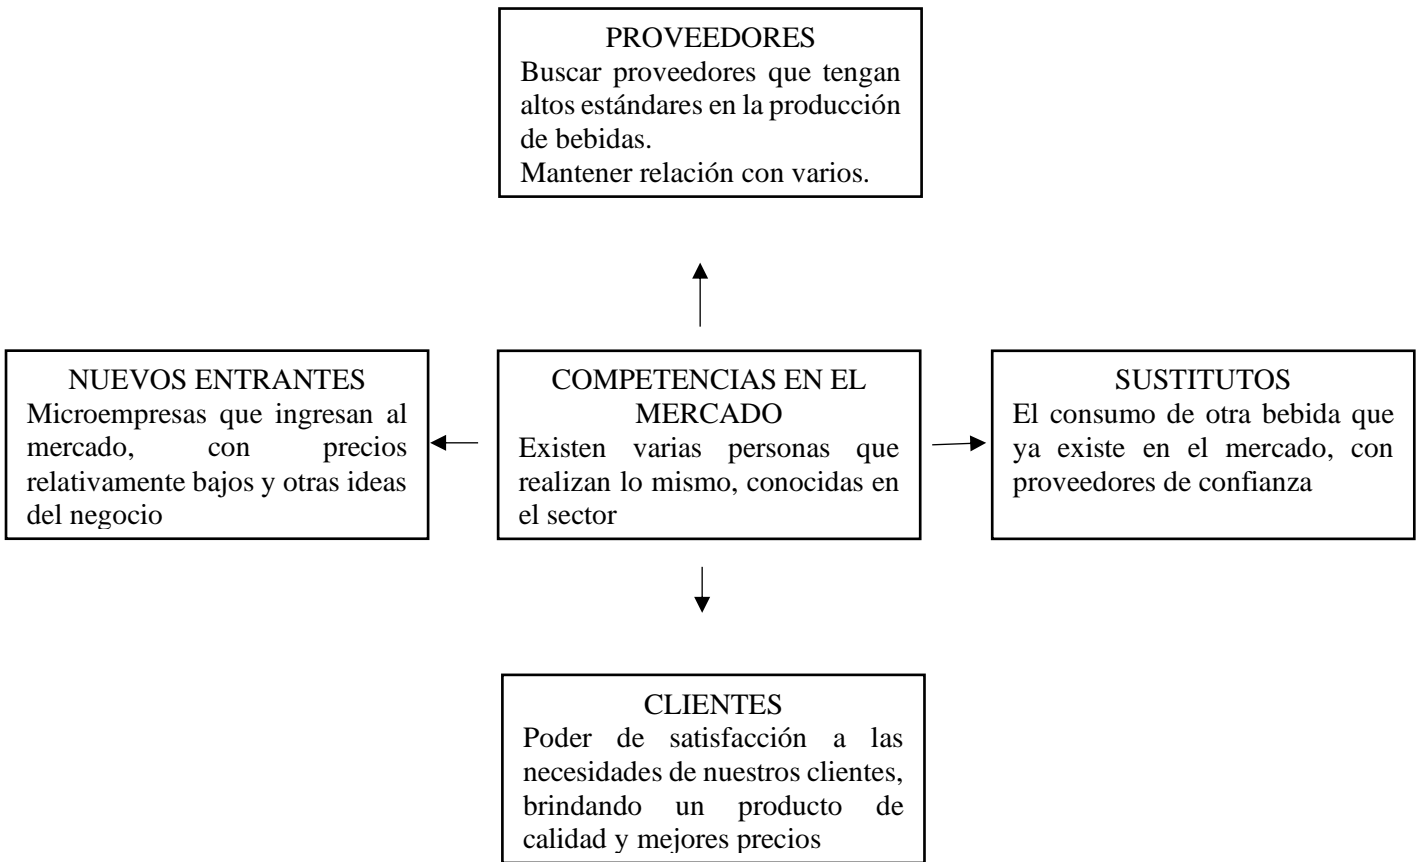 PROVEEDORES
Buscar proveedores que tengan
altos estándares en la producción
de bebidas.
Mantener relación con varios.
NUEVOS ENTRANTES
Microempresas que ingresan al
mercado, con precios
relativamente bajos y otras ideas
del negocio
COMPETENCIAS EN EL
MERCADO
Existen varias personas que
realizan lo mismo, conocidas en
el sector
SUSTITUTOS
El consumo de otra bebida que
ya existe en el mercado, con
proveedores de confianza
CLIENTES
Poder de satisfacción a las
necesidades de nuestros clientes,
brindando un producto de
calidad y mejores precios